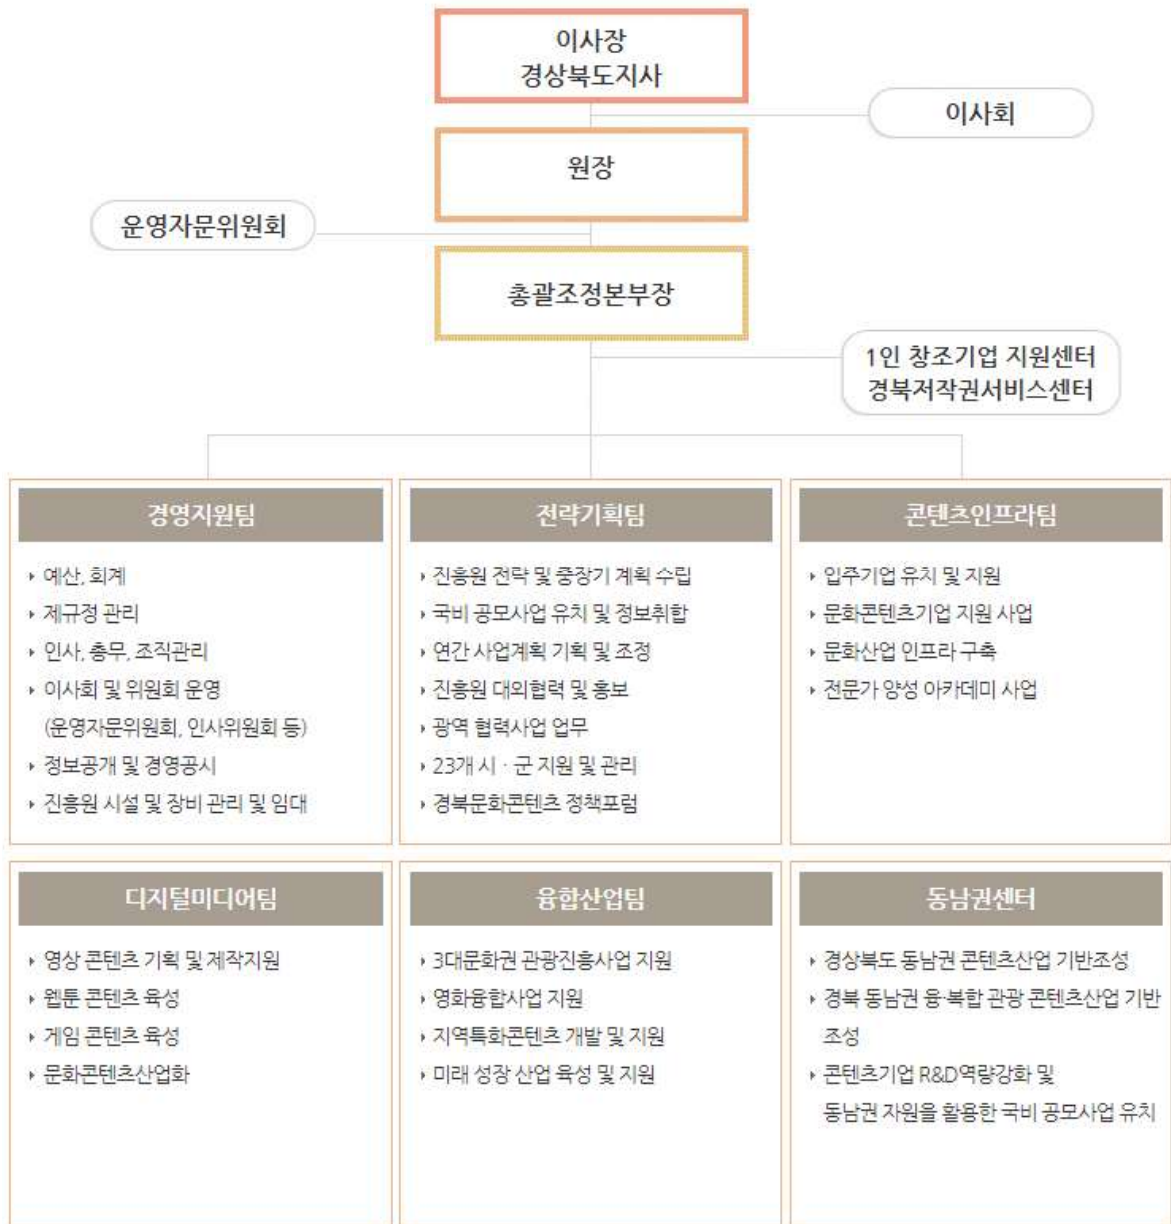 이사장
경상북도지사
이사회
원장
운영자문위원회
총괄조정본부장
1인 창조기업 지원센터
경북저작권서비스센터
경영지원팀
예산, 회계
제규정 관리
인사, 총무, 조직관리
이사회 및 위원회 운영
(운영자문위원회, 인사위원회 등)
정보공개 및 경영공시
진흥원 시설 및 장비 관리 및 임대
전략기획팀
진흥원 전략 및 중장기 계획 수립
국비 공모사업 유치 및 정보취합
연간 사업계획 기획 및 조정
진흥원 대외협력 및 홍보
광역 협력사업 업무
23개 시·군 지원 및 관리
경북문화콘텐츠 정책포럼
콘텐츠인프라팀
입주기업 유치 및 지원
문화콘텐츠기업 지원 사업
문화산업 인프라 구축
전문가 양성 아카데미 사업
디지털미디어팀
영상 콘텐츠 기획 및 제작지원
웹툰 콘텐츠 육성
게임 콘텐츠 육성
문화콘텐츠산업화
융합산업팀
3대문화권 관광진흥사업 지원
영화융합사업 지원
지역특화콘텐츠 개발 및 지원
미래 성장 산업 육성 및 지원
동남권센터
경상북도 동남권 콘텐츠산업 기반조성
경북 동남권 융·복합 관광 콘텐츠산업 기반
조성
콘텐츠기업 R&D역량강화 및
동남권 자원을 활용한 국비 공모사업 유치